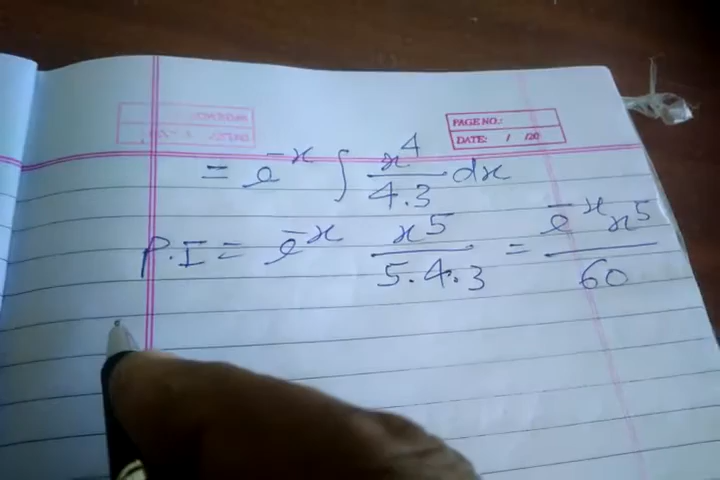 PAGE NO.:
DATE: / /20
= e^{-x} ∫ x^4/4.3 dx
P.I = e^{-x} x^5/5.4.3 = e^{-x} x^5/60